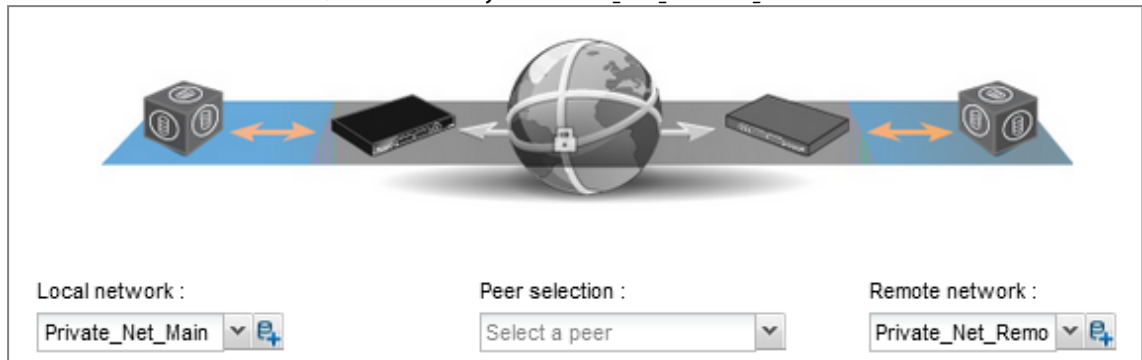 Local network :
Peer selection :
Remote network :
Private_Net_Main
Select a peer
Private_Net_Remo